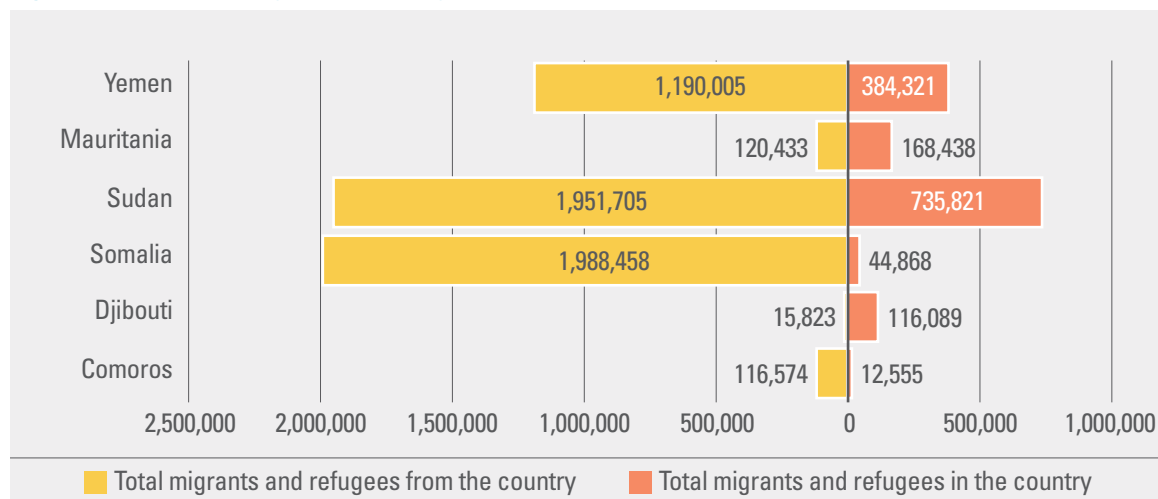 Yemen 1,190,005 384,321
Mauritania 120,433 168,438
Sudan 1,951,705 735,821
Somalia 1,988,458 44,868
Djibouti 15,823 116,089
Comoros 116,574 12,555
2,500,000 2,000,000 1,500,000 1,000,000 500,000 0 500,000 1,000,000
Total migrants and refugees from the country Total migrants and refugees in the country